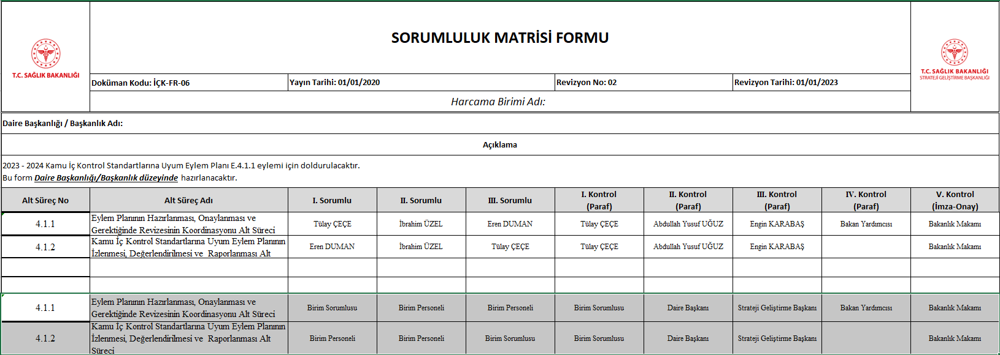 SORUMLULUK MATRİSİ FORMU
T.C. SAĞLIK BAKANLIĞI
T.C. SAĞLIK BAKANLIĞI
STRATEJİ GELİŞTİRME BAŞKANLIĞI
Doküman Kodu: İÇK-FR-06
Yayın Tarihi: 01/01/2020
Revizyon No: 02
Revizyon Tarihi: 01/01/2023
Harcama Birimi Adı:
Daire Başkanlığı / Başkanlık Adı:
Açıklama
2023 - 2024 Kamu İç Kontrol Standartlarına Uyum Eylem Planı E.4.1.1 eylemi için doldurulacaktır.
Bu form Daire Başkanlığı/Başkanlık düzeyinde hazırlanacaktır.
Alt Süreç No
Alt Süreç Adı
I. Sorumlu
II. Sorumlu
III. Sorumlu
I. Kontrol
(Paraf)
II. Kontrol
(Paraf)
III. Kontrol
(Paraf)
IV. Kontrol
(Paraf)
V. Kontrol
(İmza-Onay)
4.1.1
Eylem Planının Hazırlanması, Onaylanması ve
Gerektiğinde Revizesinin Koordinasyonu Alt Süreci
Tülay ÇEÇE
İbrahim ÜZEL
Eren DUMAN
Tülay ÇEÇE
Abdullah Yusuf UĞUZ
Engin KARABAŞ
Bakan Yardımcısı
Bakanlık Makamı
4.1.2
Kamu İç Kontrol Standartlarına Uyum Eylem Planının
İzlenmesi, Değerlendirilmesi ve  Raporlanması Alt
Eren DUMAN
İbrahim ÜZEL
Tülay ÇEÇE
Tülay ÇEÇE
Abdullah Yusuf UĞUZ
Engin KARABAŞ
Bakanlık Makamı
4.1.1
Eylem Planının Hazırlanması, Onaylanması ve
Gerektiğinde Revizesinin Koordinasyonu Alt Süreci
Birim Sorumlusu
Birim Personeli
Birim Personeli
Birim Sorumlusu
Daire Başkanı
Strateji Geliştirme Başkanı
Bakan Yardımcısı
Bakanlık Makamı
4.1.2
Kamu İç Kontrol Standartlarına Uyum Eylem Planının
İzlenmesi, Değerlendirilmesi ve  Raporlanması Alt
Süreci
Birim Personeli
Birim Personeli
Birim Sorumlusu
Birim Sorumlusu
Daire Başkanı
Strateji Geliştirme Başkanı
Bakanlık Makamı